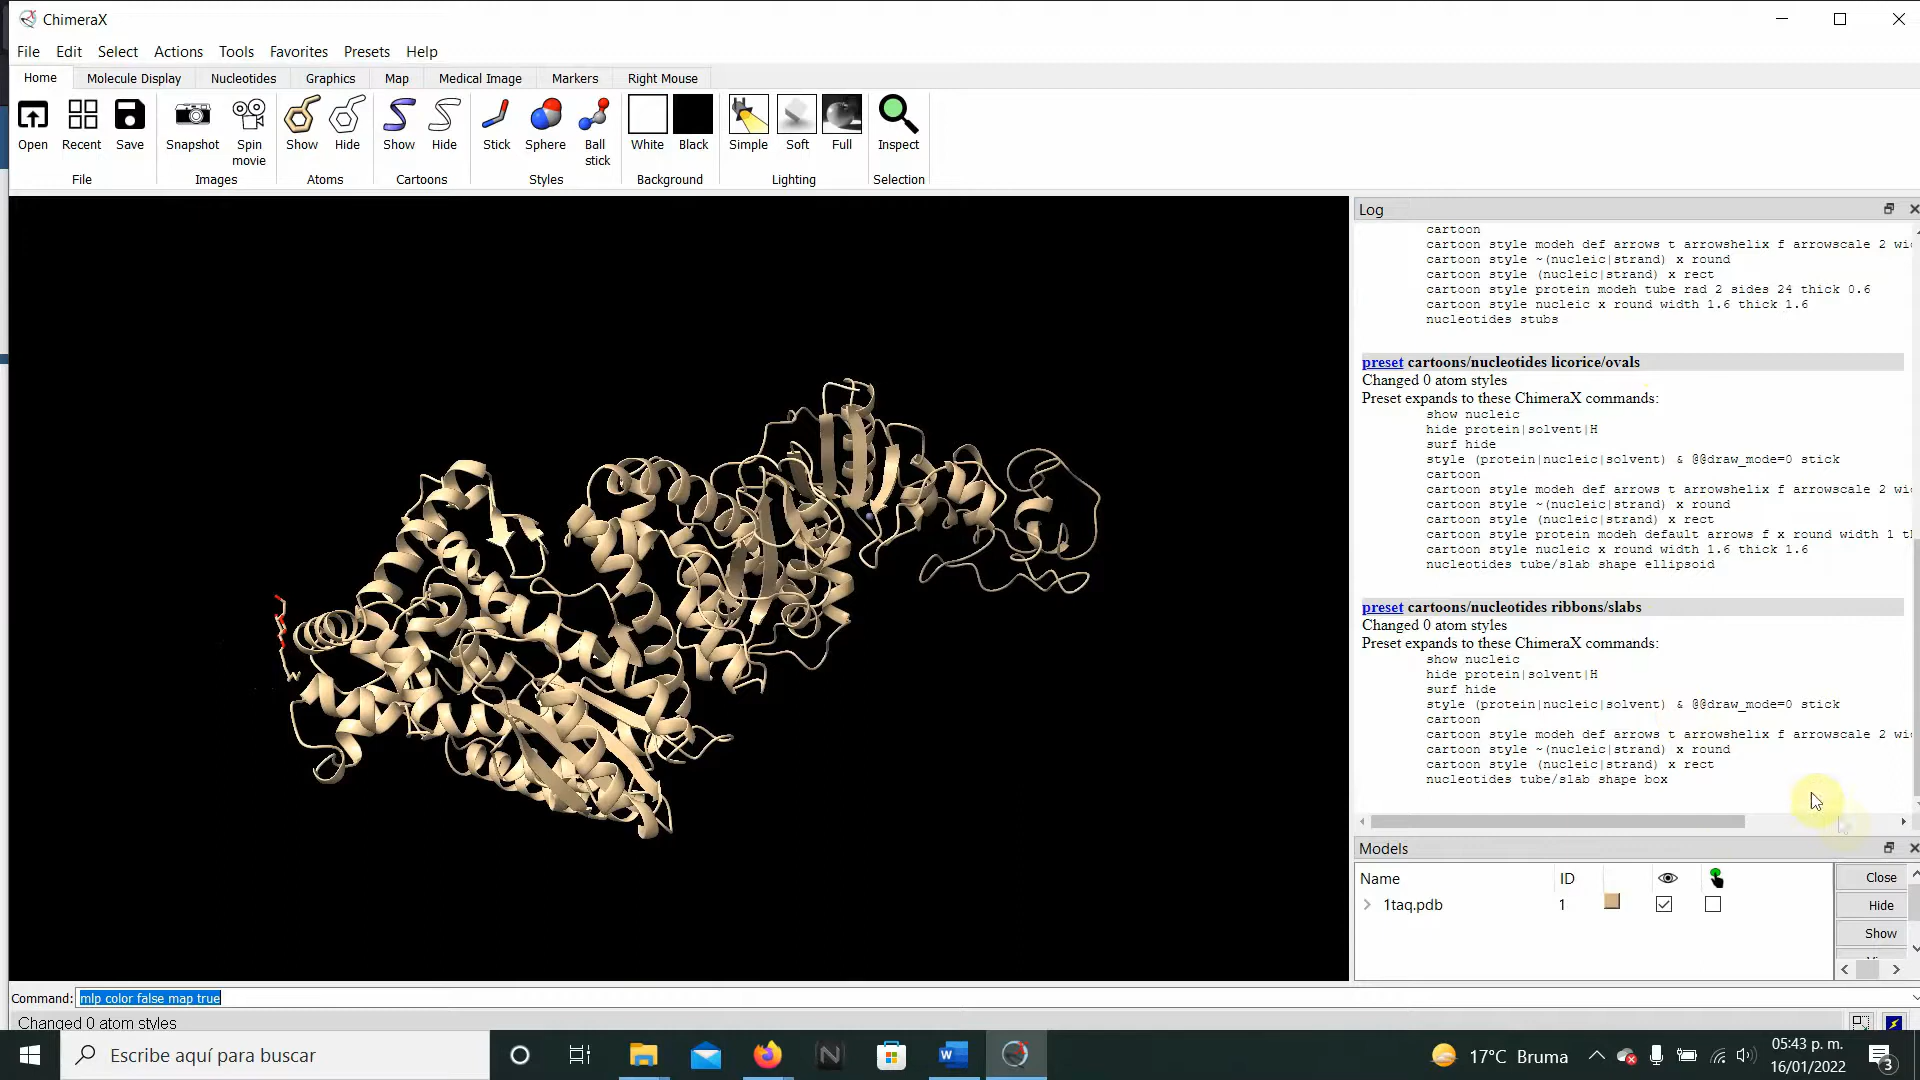 ChimeraX
File Edit Select Actions Tools Favorites Presets Help
Home Molecule Display Nucleotides Graphics Map Medical Image Markers Right Mouse
Open Recent Save Snapshot Spin movie Show Hide Show Hide Stick Sphere Ball stick White Black Simple Soft Full Inspect
File Images Atoms Cartoons Styles Background Lighting Selection
Log
cartoon
cartoon style modeh def arrows t arrowshelix f arrowscale 2 wi
cartoon style ~(nucleic|strand) x round
cartoon style (nucleic|strand) x rect
cartoon style protein modeh tube rad 2 sides 24 thick 0.6
cartoon style nucleic x round width 1.6 thick 1.6
nucleotides stubs
preset cartoons/nucleotides licorice/ovals
Changed 0 atom styles
Preset expands to these ChimeraX commands:
show nucleic
hide protein|solvent|H
surf hide
style (protein|nucleic|solvent) & @@draw_mode=0 stick
cartoon
cartoon style modeh def arrows t arrowshelix f arrowscale 2 wi
cartoon style ~(nucleic|strand) x round
cartoon style (nucleic|strand) x rect
cartoon style protein modeh default arrows f x round width 1 t
cartoon style nucleic x round width 1.6 thick 1.6
nucleotides tube/slab shape ellipsoid
preset cartoons/nucleotides ribbons/slabs
Changed 0 atom styles
Preset expands to these ChimeraX commands:
show nucleic
hide protein|solvent|H
surf hide
style (protein|nucleic|solvent) & @@draw_mode=0 stick
cartoon
cartoon style modeh def arrows t arrowshelix f arrowscale 2 wi
cartoon style ~(nucleic|strand) x round
cartoon style (nucleic|strand) x rect
nucleotides tube/slab shape box
Models
Name ID
1taq.pdb 1
Close
Hide
Show
Command: mlp color false map true
Changed 0 atom styles
Escribe aquí para buscar
17°C Bruma
05:43 p. m.
16/01/2022
3